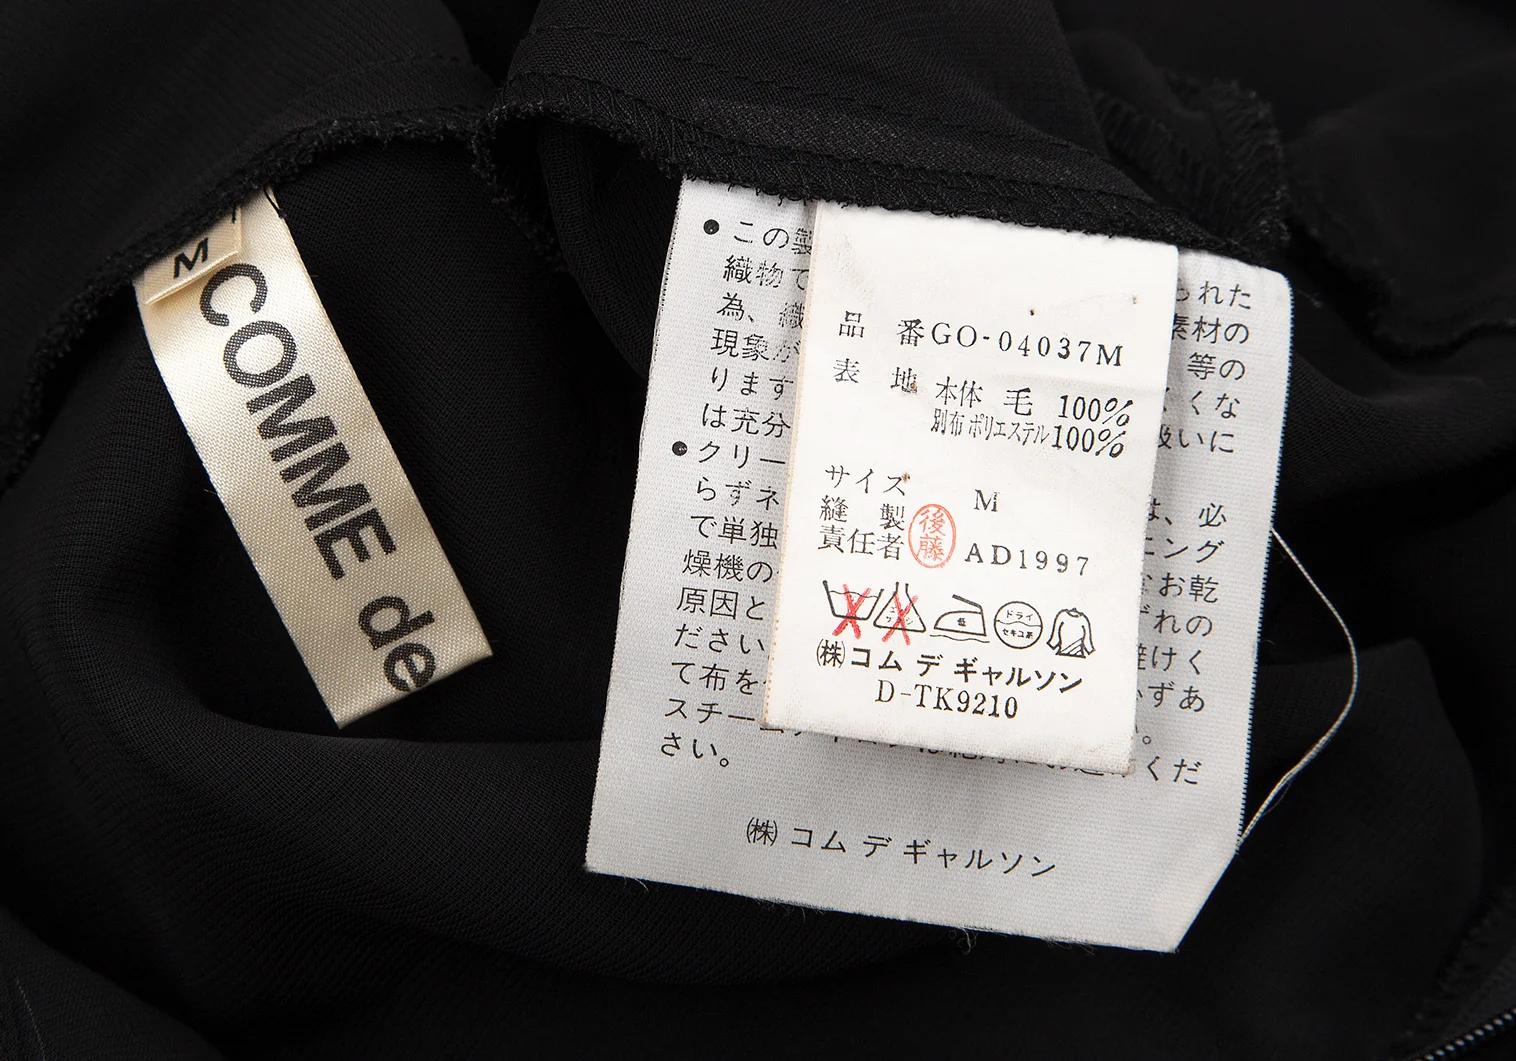 M
COMME de
●この製
織物で
為、織
現象が
ります
は充分
●クリー
らずネ
で単独
燥機の
原因と
ださい
て布を
スチー
さい。
られた
素材の
等の
くな
扱いに
は、必
ニング
お乾
ずれの
避けく
必ずあ
い。
くだ
㈱ コム デ ギャルソン
品 番 GO-04037M
表 地 本体 毛 100%
別布 ポリエステル 100%
サイズ M
縫 製
責任者 後藤 AD1997
低 ドライ セキユ系
㈱コム デ ギャルソン
D-TK9210